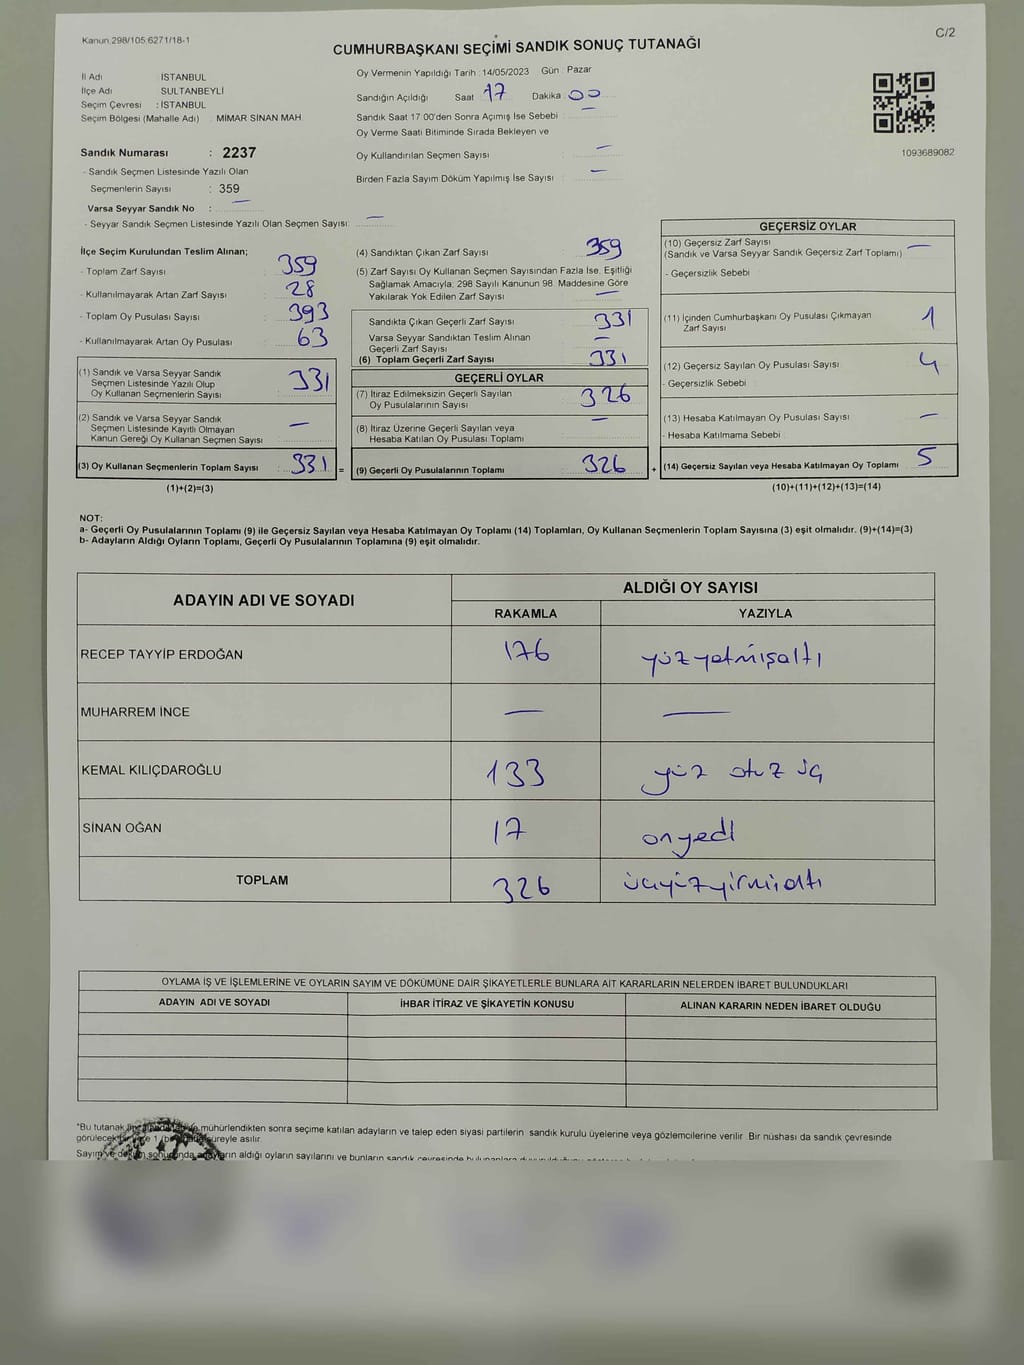 Kanun.298/105,6271/18-1
C/2
CUMHURBAŞKANI SEÇİMİ SANDIK SONUÇ TUTANAĞI
İl Adı : İSTANBUL
İlçe Adı : SULTANBEYLİ
Seçim Çevresi : İSTANBUL
Seçim Bölgesi (Mahalle Adı) : MİMAR SİNAN MAH.
Sandık Numarası : 2237
- Sandık Seçmen Listesinde Yazılı Olan
Seçmenlerin Sayısı : 359
Varsa Seyyar Sandık No : —
- Seyyar Sandık Seçmen Listesinde Yazılı Olan Seçmen Sayısı: —
Oy Vermenin Yapıldığı Tarih : 14/05/2023 Gün : Pazar
Sandığın Açıldığı Saat 17 Dakika 00
Sandık Saat 17.00'den Sonra Açımış İse Sebebi : —
Oy Verme Saati Bitiminde Sırada Bekleyen ve
Oy Kullandırılan Seçmen Sayısı : —
Birden Fazla Sayım Döküm Yapılmış İse Sayısı : —
1093689082
İlçe Seçim Kurulundan Teslim Alınan;
- Toplam Zarf Sayısı : 359
- Kullanılmayarak Artan Zarf Sayısı : 28
- Toplam Oy Pusulası Sayısı : 393
- Kullanılmayarak Artan Oy Pusulası : 63
(1) Sandık ve Varsa Seyyar Sandık
Seçmen Listesinde Yazılı Olup
Oy Kullanan Seçmenlerin Sayısı 331
(2) Sandık ve Varsa Seyyar Sandık
Seçmen Listesinde Kayıtlı Olmayan
Kanun Gereği Oy Kullanan Seçmen Sayısı —
(3) Oy Kullanan Seçmenlerin Toplam Sayısı 331 =
(1)+(2)=(3)
(4) Sandıktan Çıkan Zarf Sayısı : 359
(5) Zarf Sayısı Oy Kullanan Seçmen Sayısından Fazla İse, Eşitliği
Sağlamak Amacıyla; 298 Sayılı Kanunun 98. Maddesine Göre
Yakılarak Yok Edilen Zarf Sayısı : —
Sandıkta Çıkan Geçerli Zarf Sayısı : 331
Varsa Seyyar Sandıktan Teslim Alınan
Geçerli Zarf Sayısı : —
(6) Toplam Geçerli Zarf Sayısı : 331
GEÇERLİ OYLAR
(7) İtiraz Edilmeksizin Geçerli Sayılan
Oy Pusulalarının Sayısı : 326
(8) İtiraz Üzerine Geçerli Sayılan veya
Hesaba Katılan Oy Pusulası Toplamı : —
(9) Geçerli Oy Pusulalarının Toplamı : 326 +
GEÇERSİZ OYLAR
(10) Geçersiz Zarf Sayısı
(Sandık ve Varsa Seyyar Sandık Geçersiz Zarf Toplamı) —
- Geçersizlik Sebebi
(11) İçinden Cumhurbaşkanı Oy Pusulası Çıkmayan
Zarf Sayısı 1
(12) Geçersiz Sayılan Oy Pusulası Sayısı : 4
- Geçersizlik Sebebi
(13) Hesaba Katılmayan Oy Pusulası Sayısı : —
- Hesaba Katılmama Sebebi
(14) Geçersiz Sayılan veya Hesaba Katılmayan Oy Toplamı 5
(10)+(11)+(12)+(13)=(14)
NOT:
a- Geçerli Oy Pusulalarının Toplamı (9) ile Geçersiz Sayılan veya Hesaba Katılmayan Oy Toplamı (14) Toplamları, Oy Kullanan Seçmenlerin Toplam Sayısına (3) eşit olmalıdır. (9)+(14)=(3)
b- Adayların Aldığı Oyların Toplamı, Geçerli Oy Pusulalarının Toplamına (9) eşit olmalıdır.
ADAYIN ADI VE SOYADI
ALDIĞI OY SAYISI
RAKAMLA YAZIYLA
RECEP TAYYİP ERDOĞAN 176 yüzyetmişaltı
MUHARREM İNCE — —
KEMAL KILIÇDAROĞLU 133 yüz otuz üç
SİNAN OĞAN 17 onyedi
TOPLAM 326 üçyüzyirmialtı
OYLAMA İŞ VE İŞLEMLERİNE VE OYLARIN SAYIM VE DÖKÜMÜNE DAİR ŞİKAYETLERLE BUNLARA AİT KARARLARIN NELERDEN İBARET BULUNDUKLARI
ADAYIN ADI VE SOYADI İHBAR İTİRAZ VE ŞİKAYETİN KONUSU ALINAN KARARIN NEDEN İBARET OLDUĞU
*Bu tutanak mühürlendikten sonra seçime katılan adayların ve talep eden siyasi partilerin sandık kurulu üyelerine veya gözlemcilerine verilir. Bir nüshası da sandık çevresinde
görülecek süreyle asılır.
Sayım ve döküm sonucunda adayların aldığı oyların sayılarını ve bunların sandık çevresinde